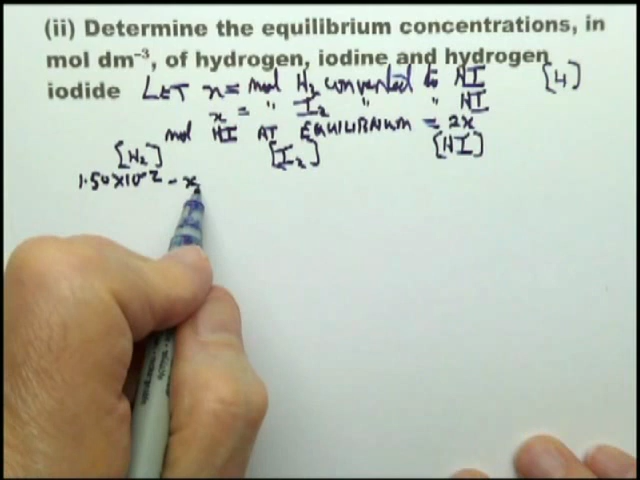 (ii) Determine the equilibrium concentrations, in
mol dm⁻³, of hydrogen, iodine and hydrogen
iodide LET x = mol H₂ converted to HI [4]
x = " I₂ " " HI
mol HI AT EQUILIBRIUM = 2x
[H₂] [I₂] [HI]
1.50×10⁻² - x